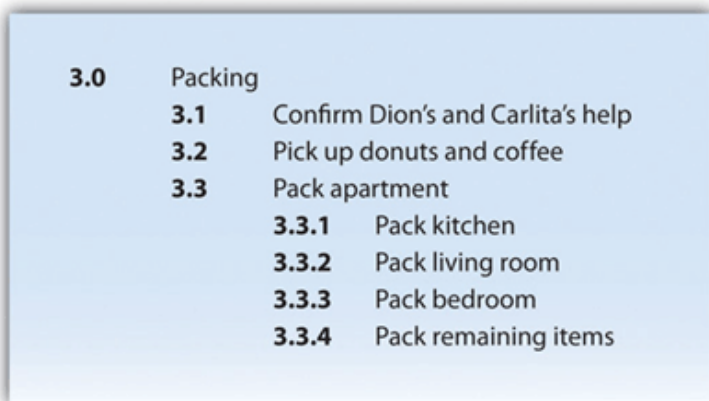 3.0 Packing
3.1 Confirm Dion's and Carlita's help
3.2 Pick up donuts and coffee
3.3 Pack apartment
3.3.1 Pack kitchen
3.3.2 Pack living room
3.3.3 Pack bedroom
3.3.4 Pack remaining items